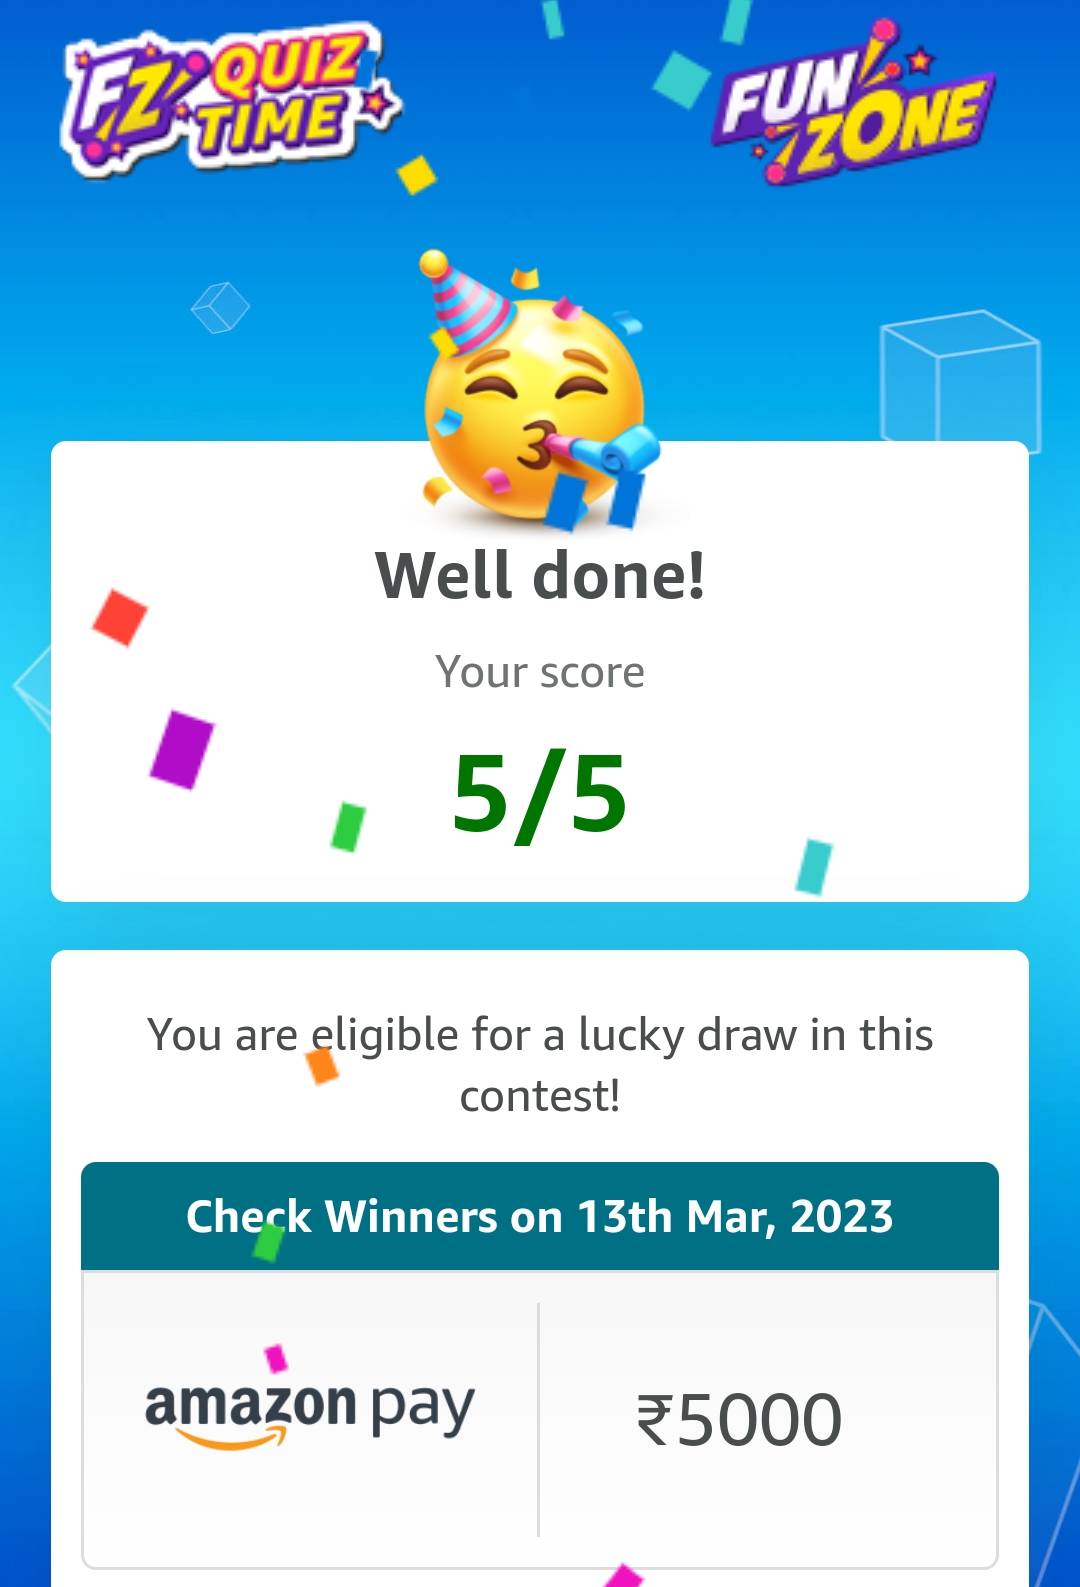 FZ QUIZ
TIME
FUN
ZONE
Well done!
Your score
5/5
You are eligible for a lucky draw in this
contest!
Check Winners on 13th Mar, 2023
amazon pay
₹5000